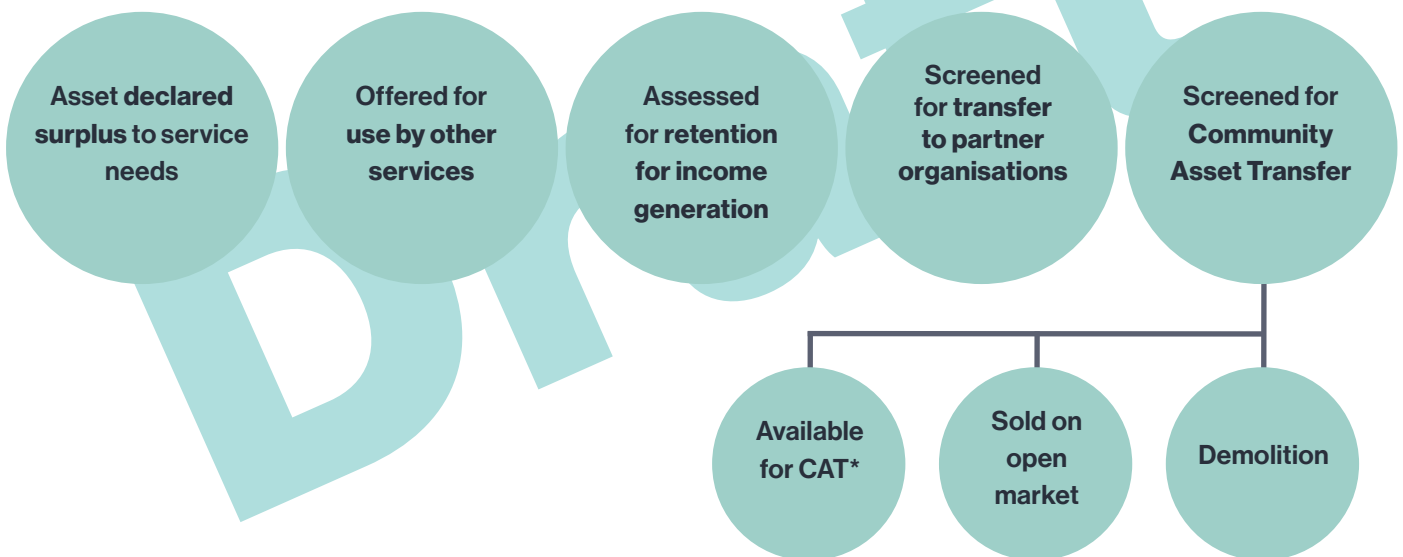 Asset declared
surplus to service
needs
Offered for
use by other
services
Assessed
for retention
for income
generation
Screened
for transfer
to partner
organisations
Screened for
Community
Asset Transfer
Available
for CAT*
Sold on
open
market
Demolition